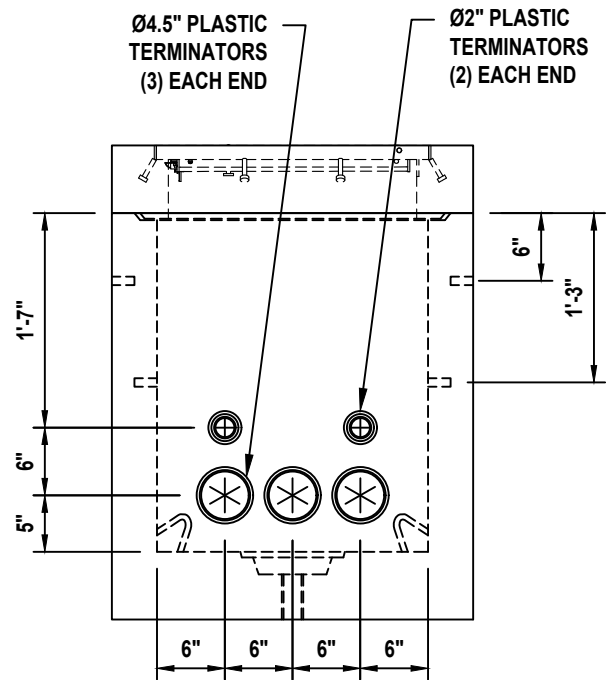 Ø4.5" PLASTIC
TERMINATORS
(3) EACH END
Ø2" PLASTIC
TERMINATORS
(2) EACH END
1'-7"
6"
5"
6"
1'-3"
6"
6"
6"
6"